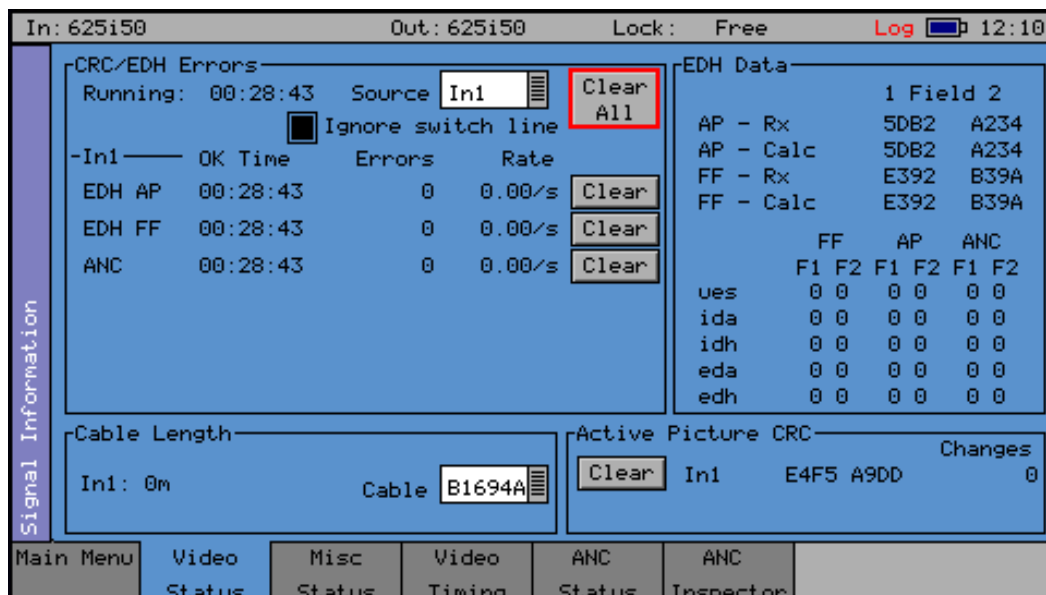 In: 625i50 Out: 625i50 Lock: Free Log 12:10
CRC/EDH Errors
Running: 00:28:43 Source In1 Clear All
Ignore switch line
In1 OK Time Errors Rate
EDH AP 00:28:43 0 0.00/s Clear
EDH FF 00:28:43 0 0.00/s Clear
ANC 00:28:43 0 0.00/s Clear
EDH Data
1 Field 2
AP - Rx 5DB2 A234
AP - Calc 5DB2 A234
FF - Rx E392 B39A
FF - Calc E392 B39A
FF AP ANC
F1 F2 F1 F2 F1 F2
ues 0 0 0 0 0 0
ida 0 0 0 0 0 0
idh 0 0 0 0 0 0
eda 0 0 0 0 0 0
edh 0 0 0 0 0 0
Signal Information
Cable Length
In1: 0m Cable B1694A
Active Picture CRC
Changes
Clear In1 E4F5 A9DD 0
Main Menu Video Status Misc Status Video Timing ANC Status ANC Inspector